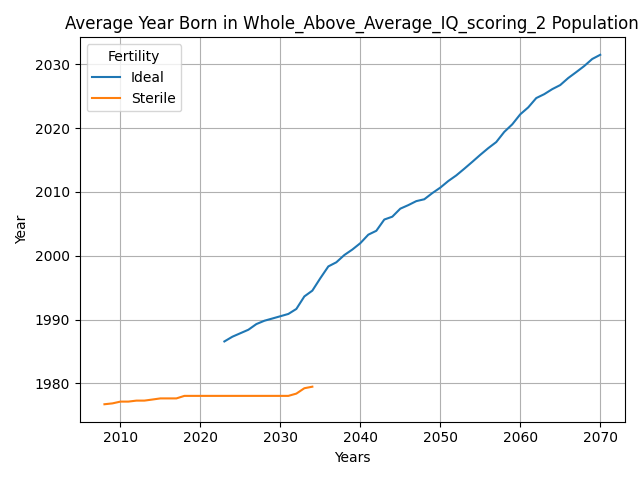 Average Year Born in Whole_Above_Average_IQ_scoring_2 Population
Fertility
Ideal
Sterile
2030
2020
2010
2000
1990
1980
Year
2010 2020 2030 2040 2050 2060 2070
Years